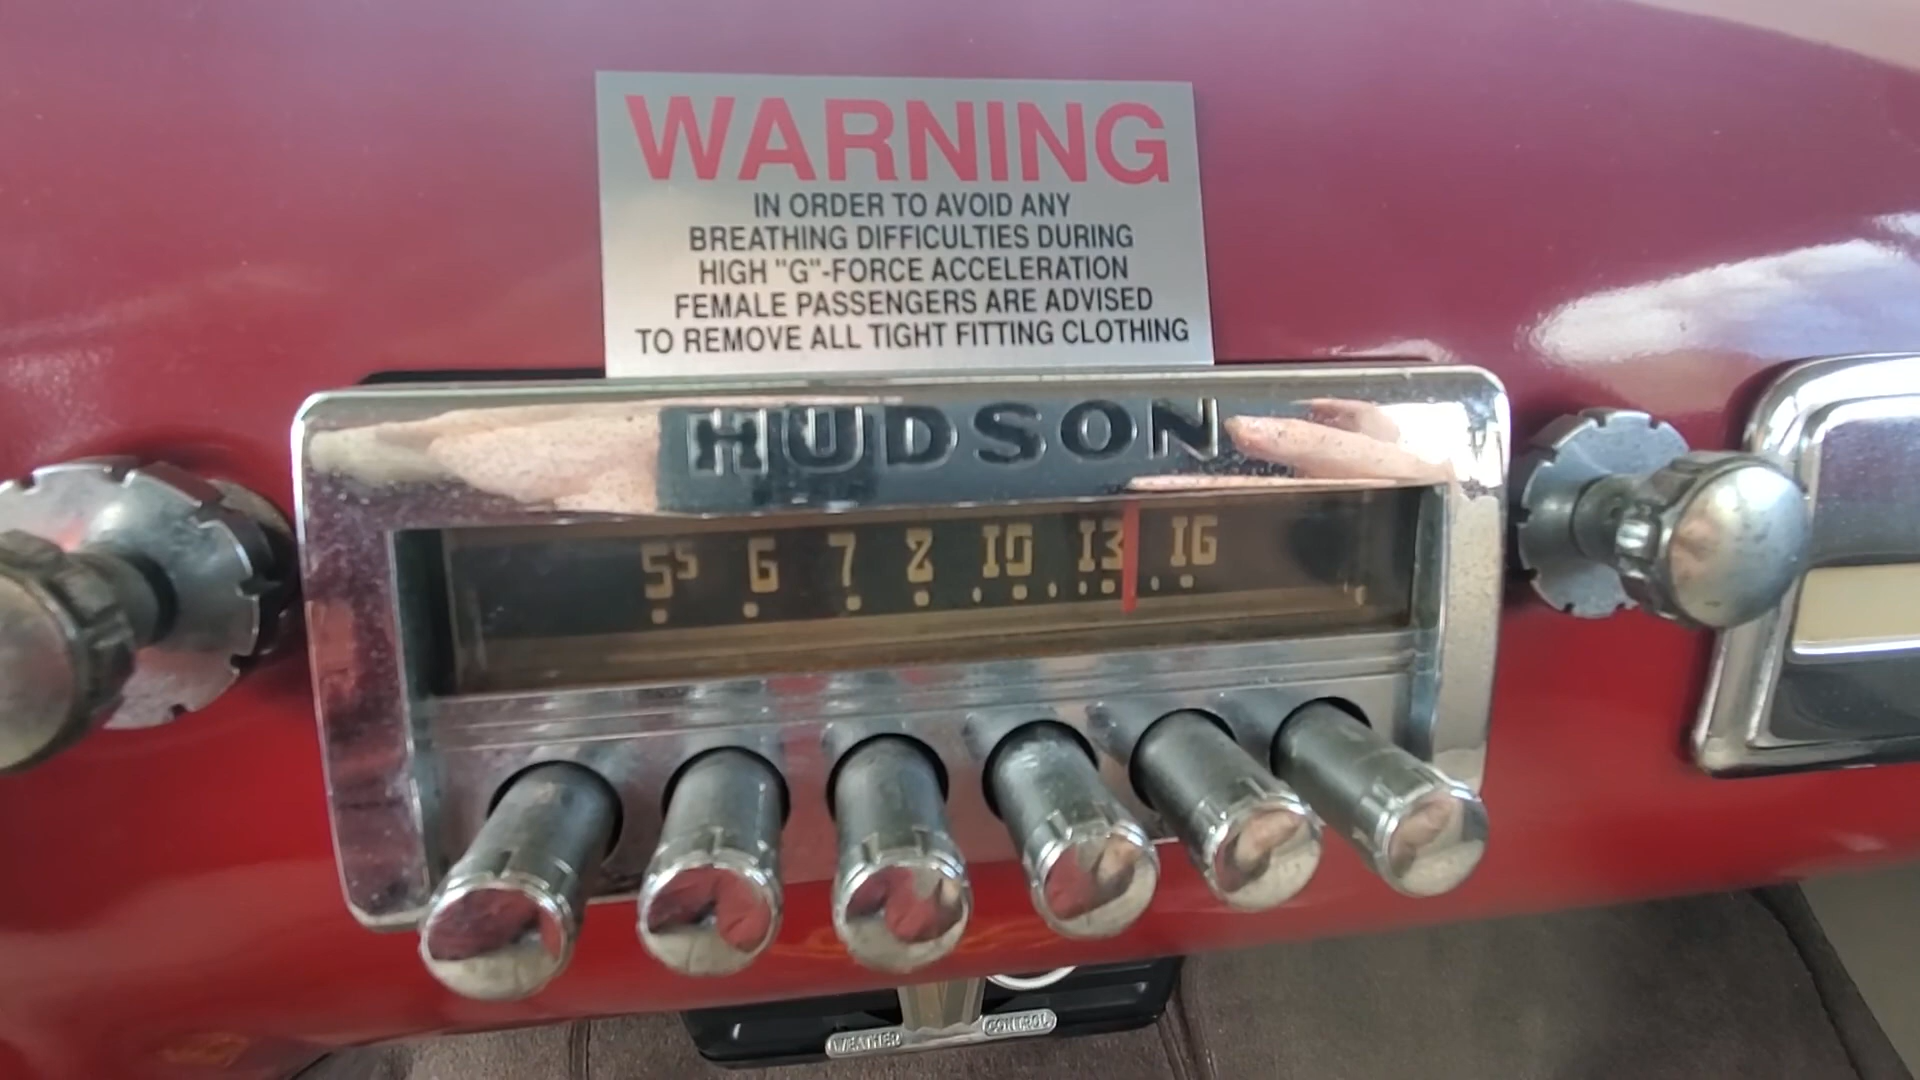 WARNING
IN ORDER TO AVOID ANY
BREATHING DIFFICULTIES DURING
HIGH "G"-FORCE ACCELERATION
FEMALE PASSENGERS ARE ADVISED
TO REMOVE ALL TIGHT FITTING CLOTHING
HUDSON
55 6 7 8 10 13 16
WEATHER CONTROL